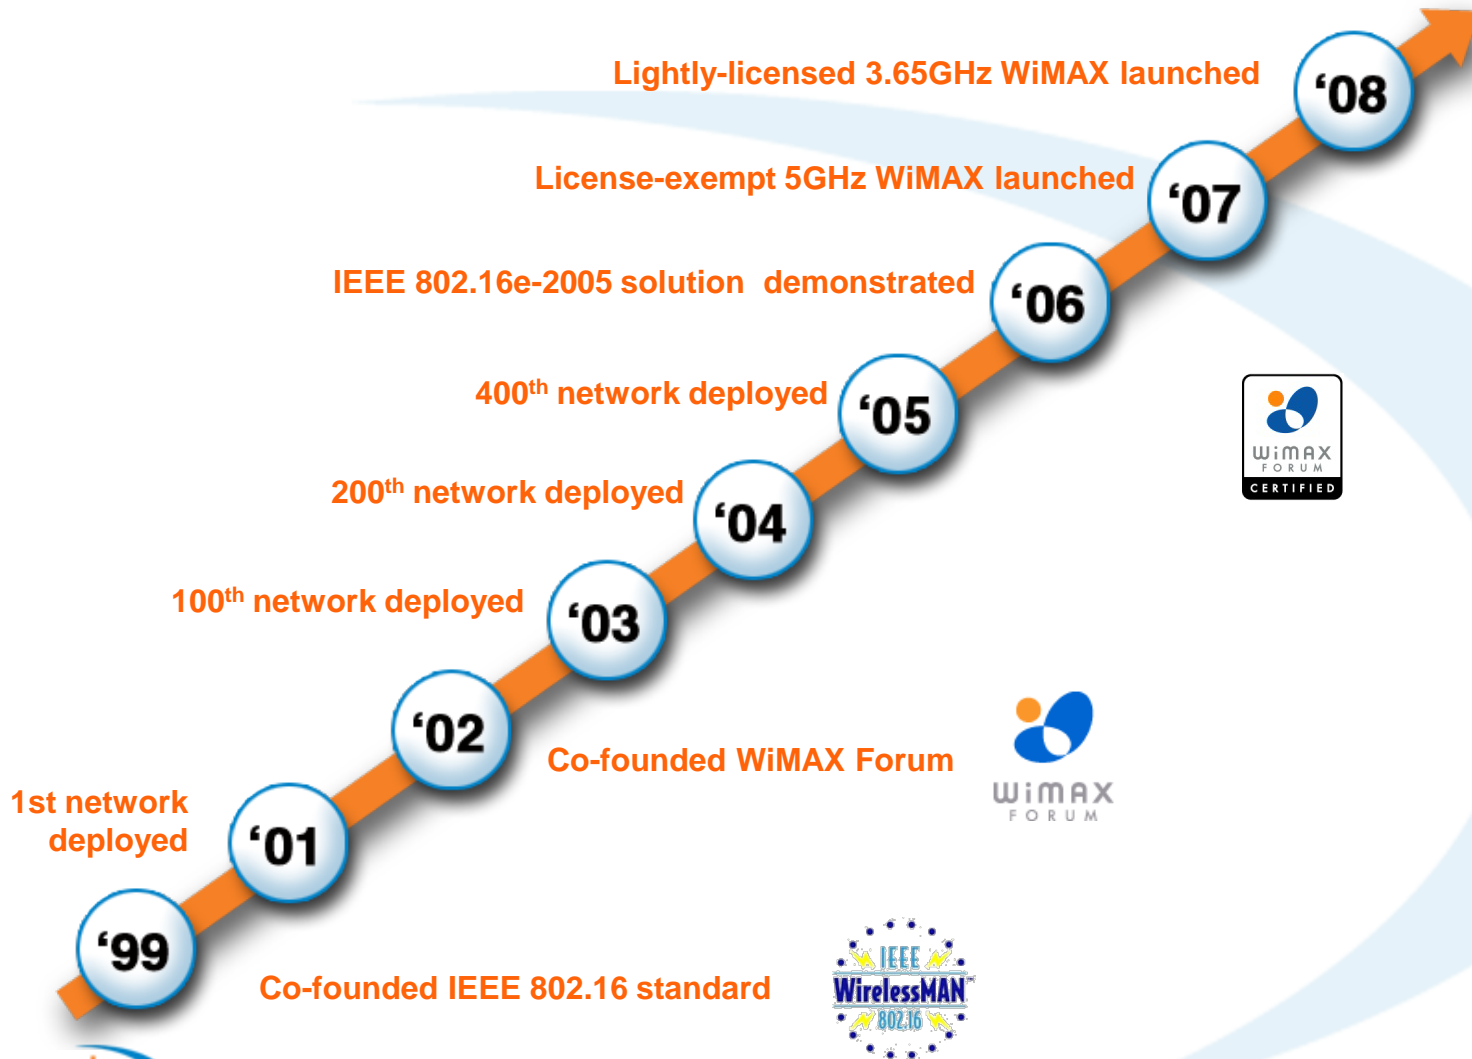 Lightly-licensed 3.65GHz WiMAX launched
‘08
License-exempt 5GHz WiMAX launched
‘07
IEEE 802.16e-2005 solution demonstrated
‘06
400th network deployed
‘05
WiMAX
FORUM
CERTIFIED
200th network deployed
‘04
100th network deployed
‘03
‘02
Co-founded WiMAX Forum
WiMAX
FORUM
1st network
deployed
‘01
‘99
Co-founded IEEE 802.16 standard
IEEE
WirelessMAN™
802.16